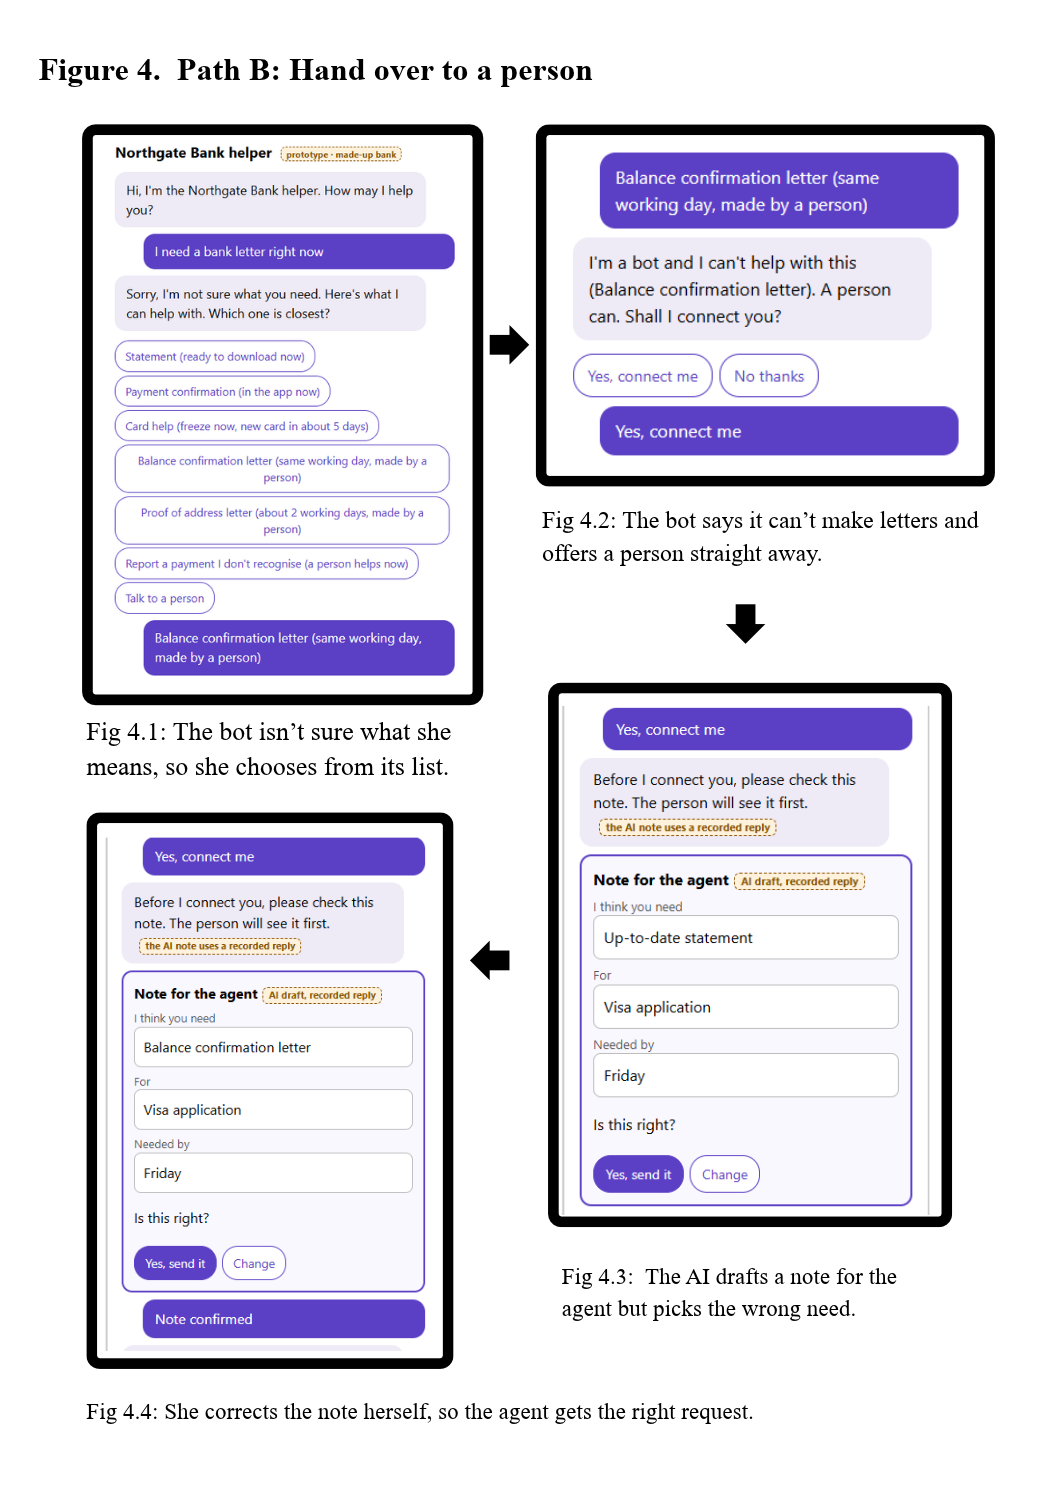 Figure 4.  Path B: Hand over to a person
Northgate Bank helper prototype - made-up bank
Hi, I'm the Northgate Bank helper. How may I help
you?
I need a bank letter right now
Sorry, I'm not sure what you need. Here's what I
can help with. Which one is closest?
Statement (ready to download now)
Payment confirmation (in the app now)
Card help (freeze now, new card in about 5 days)
Balance confirmation letter (same working day, made by a
person)
Proof of address letter (about 2 working days, made by a
person)
Report a payment I don't recognise (a person helps now)
Talk to a person
Balance confirmation letter (same working day,
made by a person)
Fig 4.1: The bot isn’t sure what she
means, so she chooses from its list.
Balance confirmation letter (same
working day, made by a person)
I'm a bot and I can't help with this
(Balance confirmation letter). A person
can. Shall I connect you?
Yes, connect me
No thanks
Yes, connect me
Fig 4.2: The bot says it can’t make letters and
offers a person straight away.
Yes, connect me
Before I connect you, please check this
note. The person will see it first.
the AI note uses a recorded reply
Note for the agent AI draft, recorded reply
I think you need
Up-to-date statement
For
Visa application
Needed by
Friday
Is this right?
Yes, send it
Change
Fig 4.3:  The AI drafts a note for the
agent but picks the wrong need.
Yes, connect me
Before I connect you, please check this
note. The person will see it first.
the AI note uses a recorded reply
Note for the agent AI draft, recorded reply
I think you need
Balance confirmation letter
For
Visa application
Needed by
Friday
Is this right?
Yes, send it
Change
Note confirmed
Fig 4.4: She corrects the note herself, so the agent gets the right request.